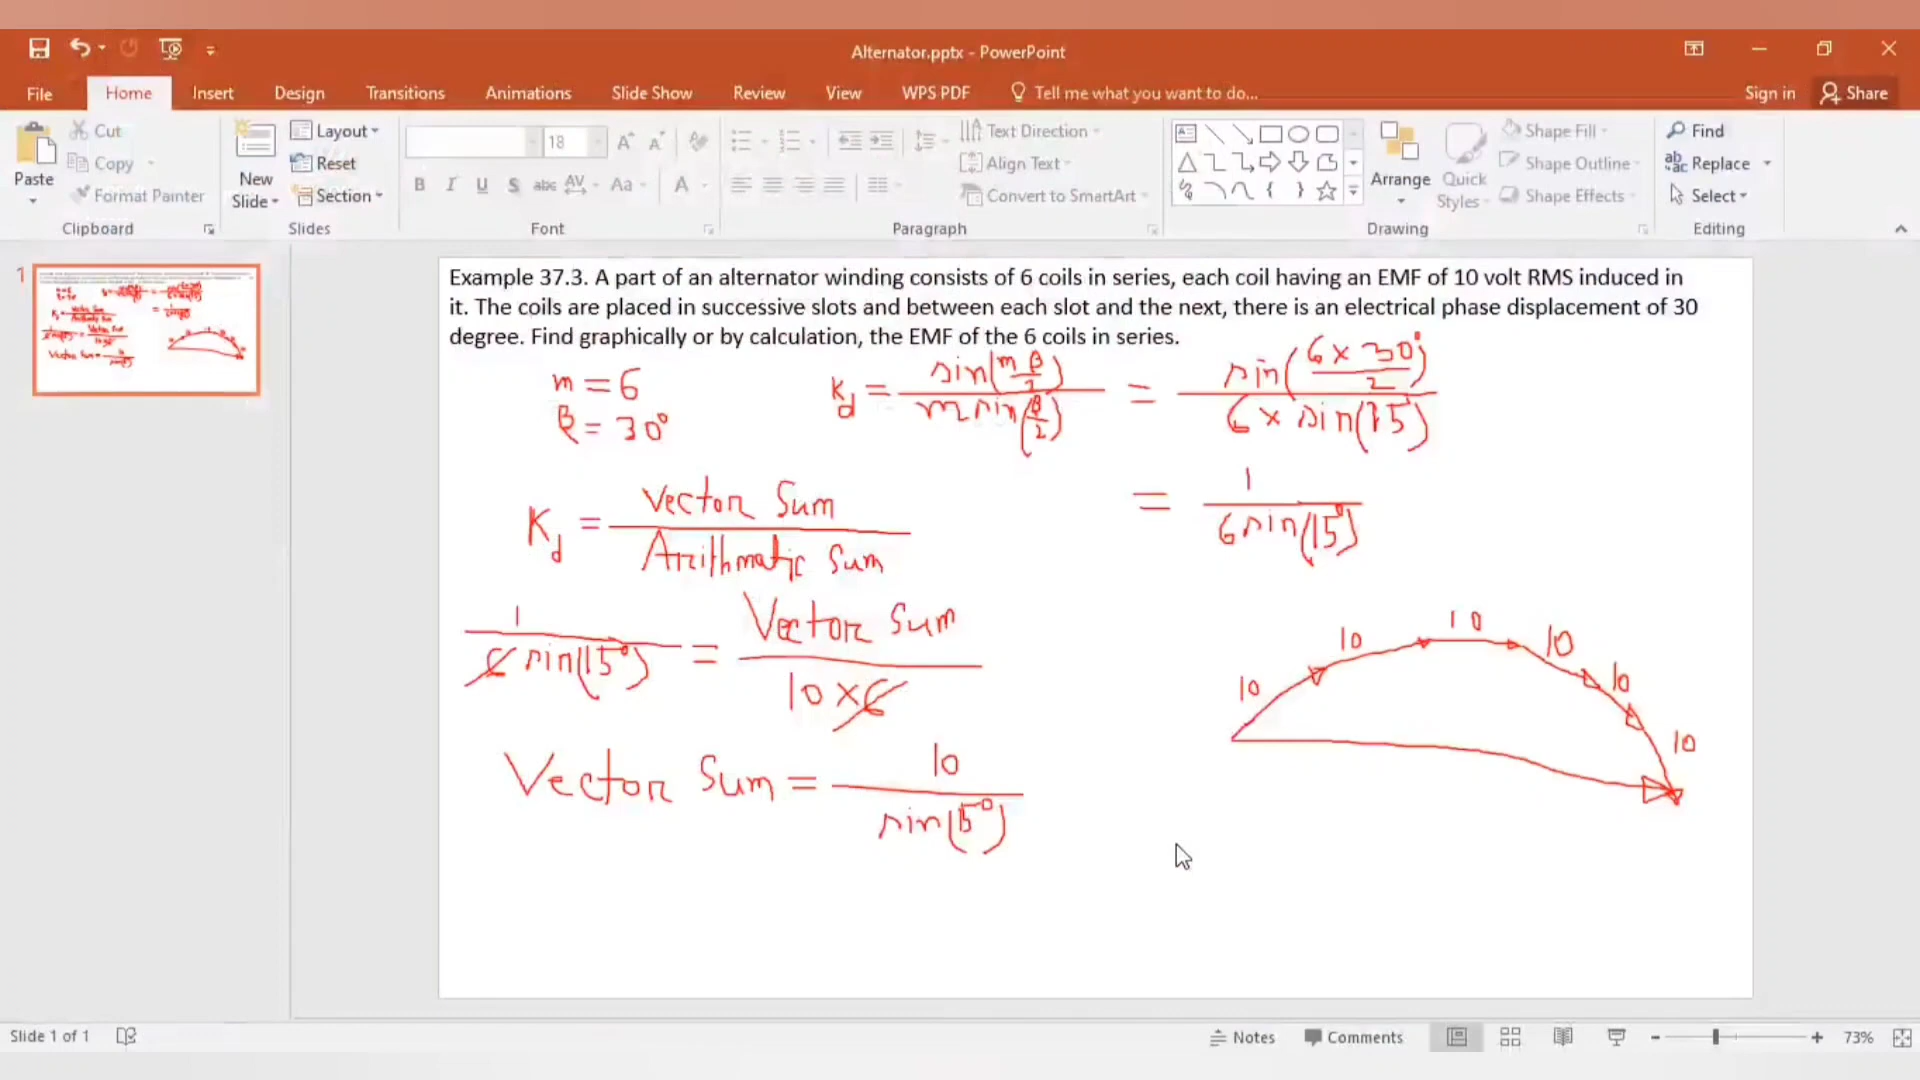 Alternator.pptx - PowerPoint
File Home Insert Design Transitions Animations Slide Show Review View WPS PDF Tell me what you want to do... Sign in Share
Paste Cut Copy Format Painter Clipboard
New Slide Layout Reset Section Slides
18
B I U S abc AV Aa A Font
Text Direction Align Text Convert to SmartArt Paragraph
Arrange Quick Styles Shape Fill Shape Outline Shape Effects Drawing
Find Replace Select Editing
1
Example 37.3. A part of an alternator winding consists of 6 coils in series, each coil having an EMF of 10 volt RMS induced in
it. The coils are placed in successive slots and between each slot and the next, there is an electrical phase displacement of 30
degree. Find graphically or by calculation, the EMF of the 6 coils in series.
m = 6
β = 30°
Kd = sin(mβ/2) / m sin(β/2) = sin(6 × 30°/2) / 6 × sin(15)
= 1 / 6 sin(15°)
Kd = Vector Sum / Arithmatic Sum
1 / 6 sin(15°) = Vector Sum / 10 × 6
Vector Sum = 10 / sin(15°)
10 10 10 10 10 10
Slide 1 of 1 Notes Comments 73%